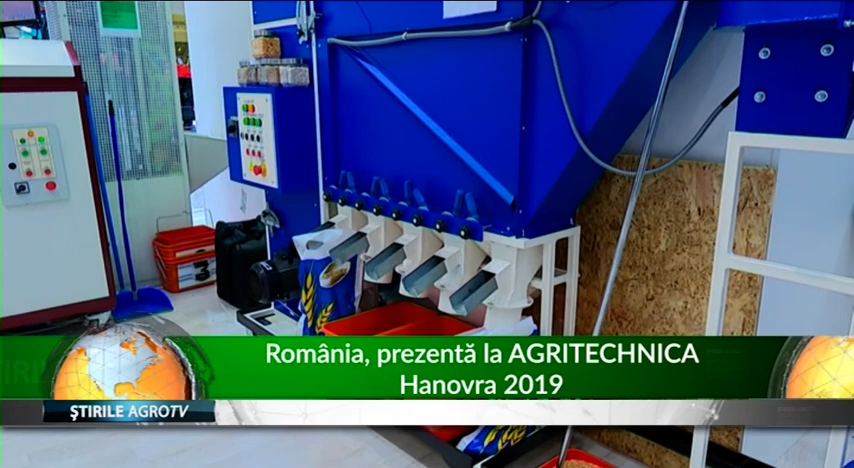 România, prezentă la AGRITECHNICA
Hanovra 2019
ȘTIRILE AGROTV